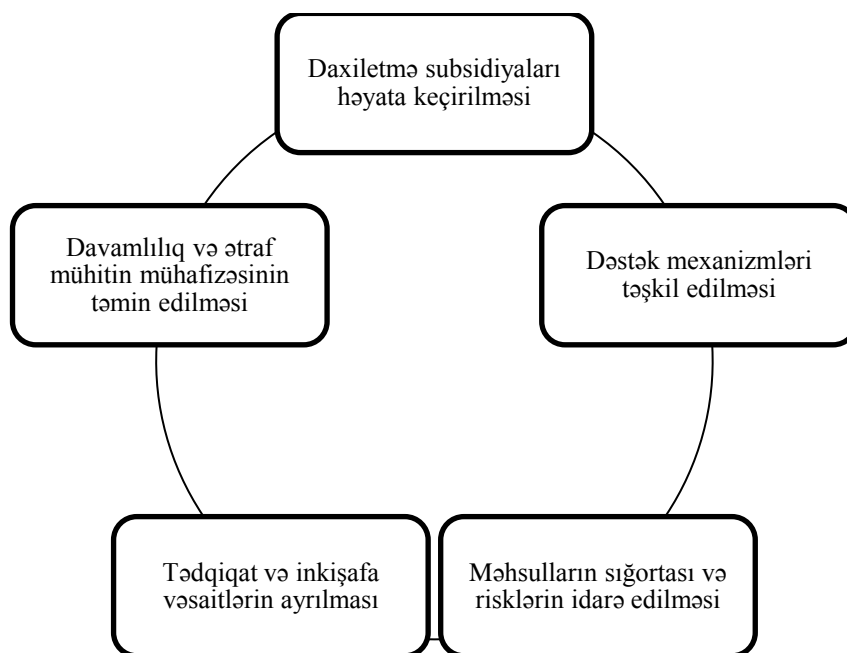 Daxiletmə subsidiyaları
həyata keçirilməsi
Dəstək mexanizmləri
təşkil edilməsi
Məhsulların sığortası və
risklərin idarə edilməsi
Tədqiqat və inkişafa
vəsaitlərin ayrılması
Davamlılıq və ətraf
mühitin mühafizəsinin
təmin edilməsi